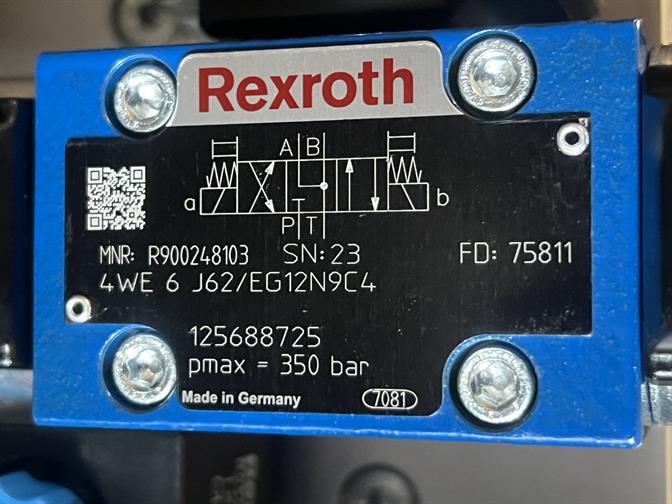 Rexroth
A B
a b
P T
MNR: R900248103 SN: 23 FD: 75811
4WE 6 J62/EG12N9C4
125688725
pmax = 350 bar
Made in Germany 7081